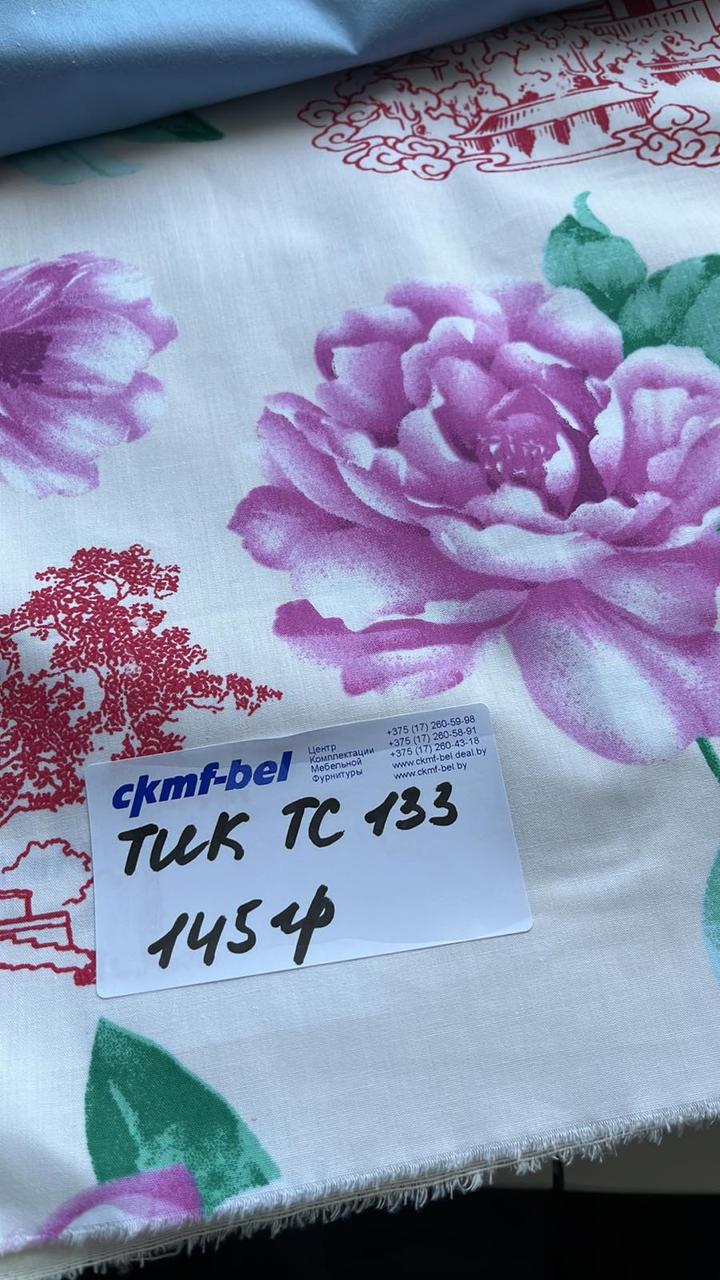 ckmf-bel
Центр
Комплектации
Мебельной
Фурнитуры
+375 (17) 260-59-98
+375 (17) 260-58-91
+375 (17) 260-43-18
www.ckmf-bel.deal.by
www.ckmf-bel.by
ТИК ТС 133
145 гр